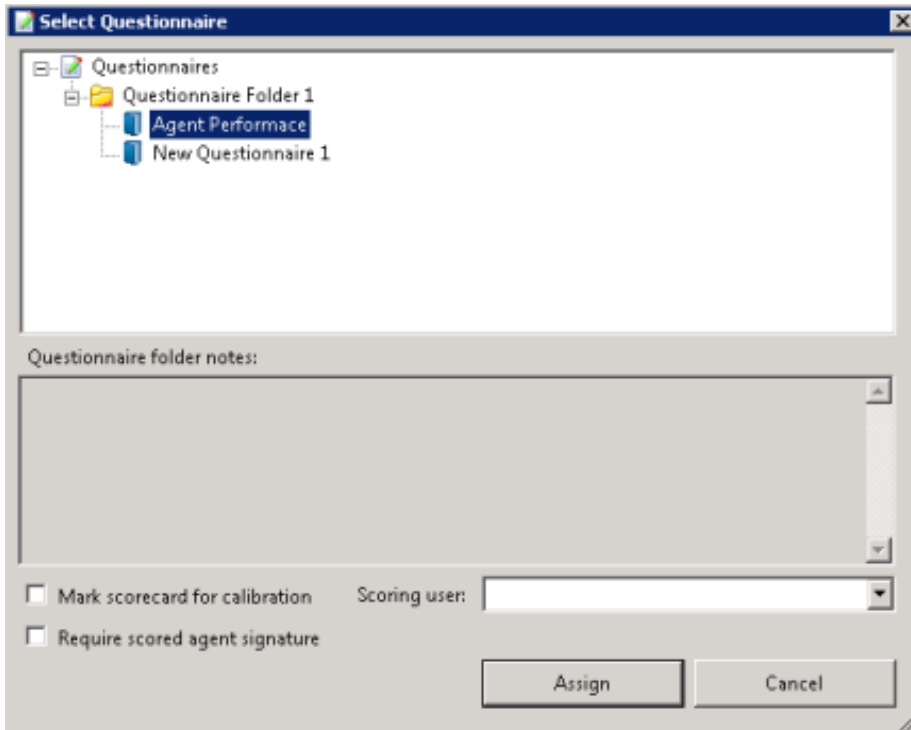 Select Questionnaire
Questionnaires
Questionnaire Folder 1
Agent Performace
New Questionnaire 1
Questionnaire folder notes:
Mark scorecard for calibration Scoring user:
Require scored agent signature
Assign Cancel